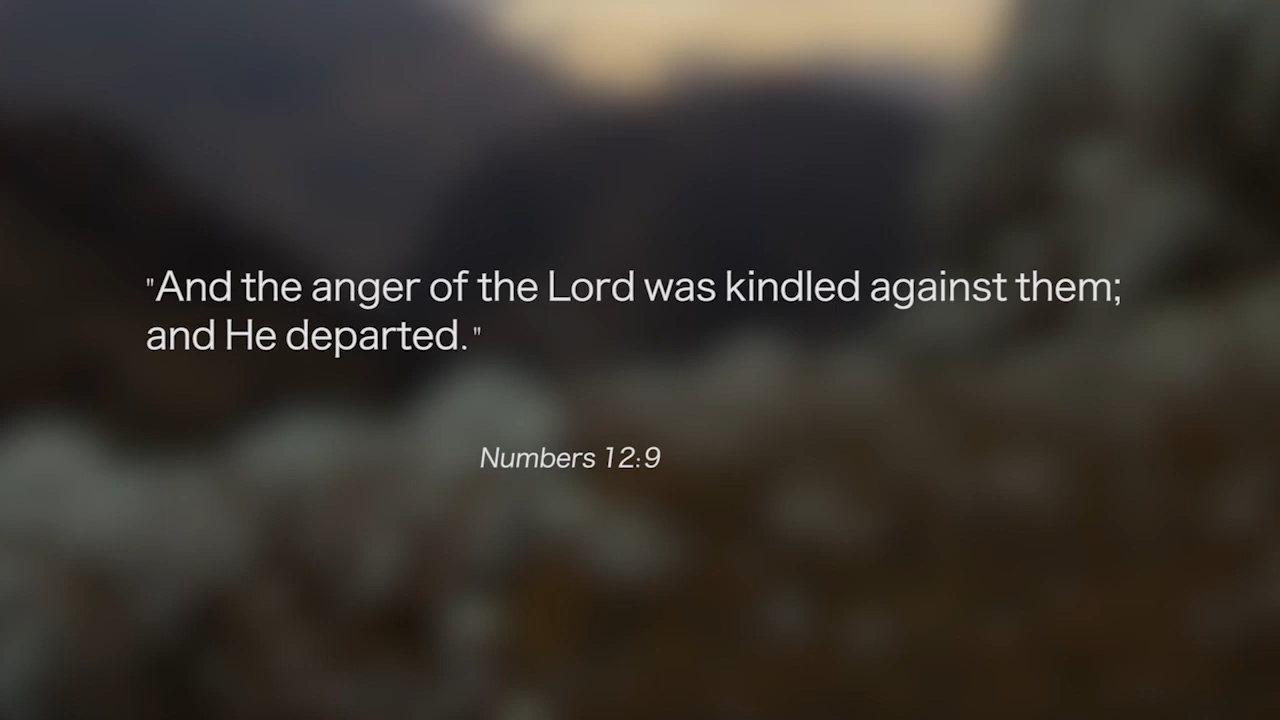 "And the anger of the Lord was kindled against them;
and He departed."
Numbers 12:9